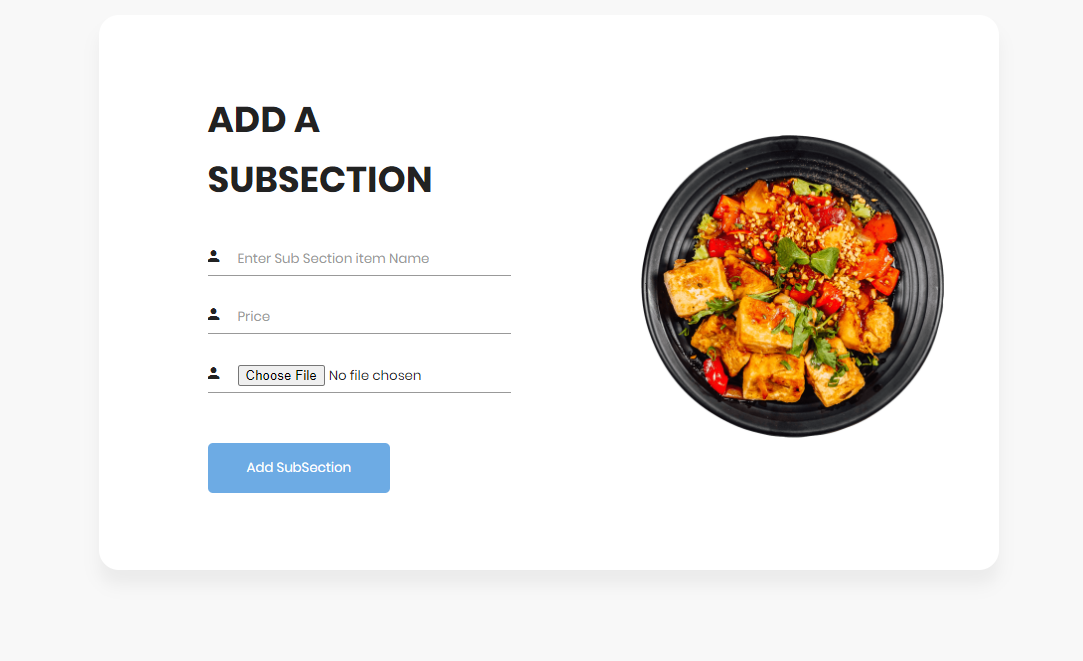 ADD A
SUBSECTION
Enter Sub Section item Name
Price
Choose File No file chosen
Add SubSection